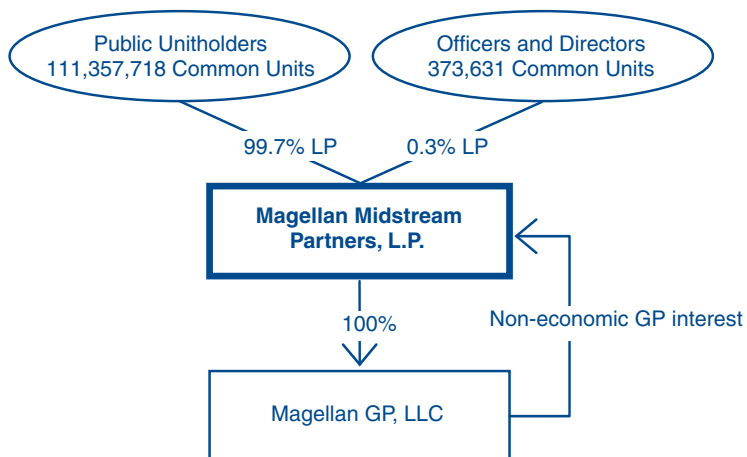 Public Unitholders
111,357,718 Common Units
Officers and Directors
373,631 Common Units
99.7% LP
0.3% LP
Magellan Midstream
Partners, L.P.
100%
Non-economic GP interest
Magellan GP, LLC